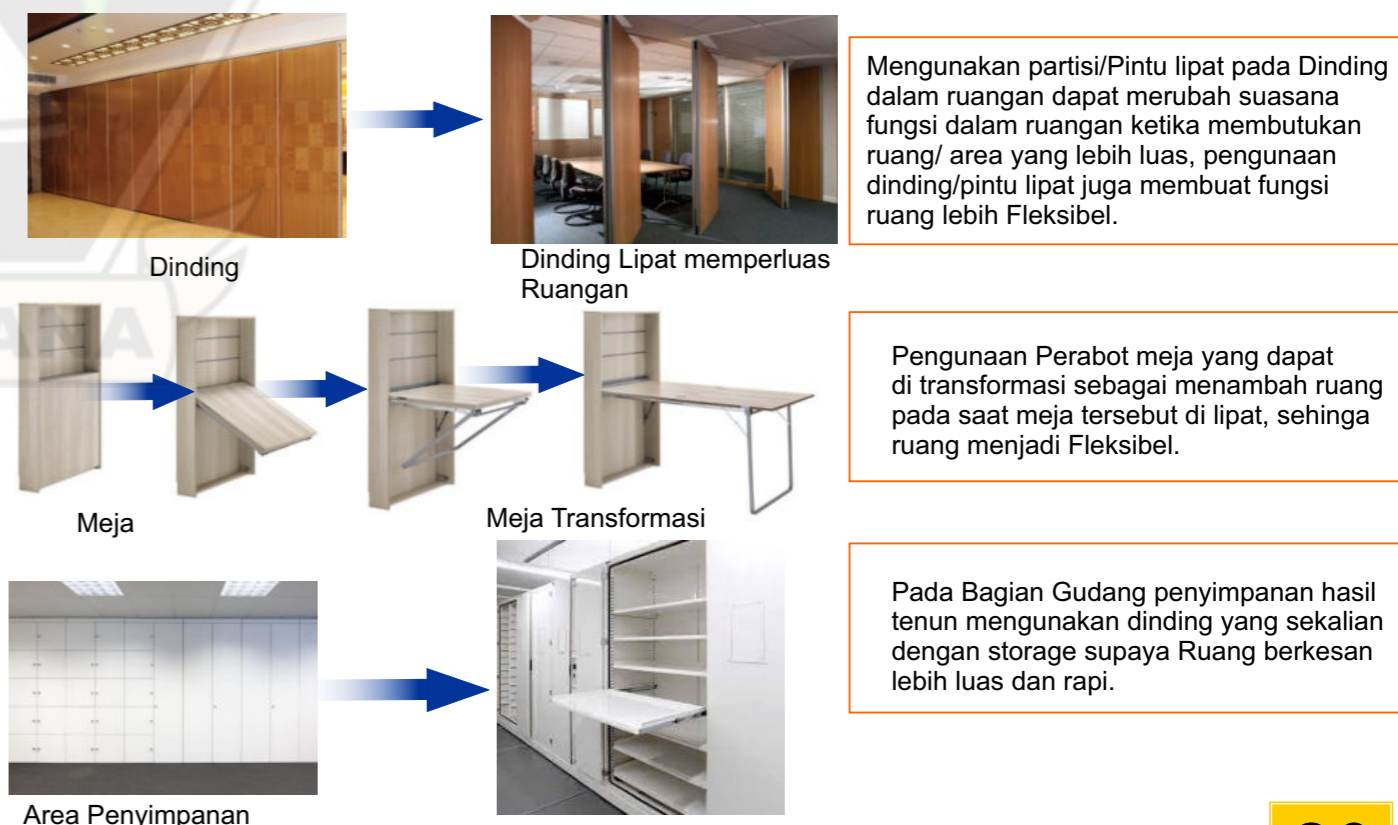 Mengunakan partisi/Pintu lipat pada Dinding
dalam ruangan dapat merubah suasana
fungsi dalam ruangan ketika membutukan
ruang/ area yang lebih luas, pengunaan
dinding/pintu lipat juga membuat fungsi
ruang lebih Fleksibel.
Dinding
Dinding Lipat memperluas
Ruangan
Pengunaan Perabot meja yang dapat
di transformasi sebagai menambah ruang
pada saat meja tersebut di lipat, sehinga
ruang menjadi Fleksibel.
Meja
Meja Transformasi
Pada Bagian Gudang penyimpanan hasil
tenun mengunakan dinding yang sekalian
dengan storage supaya Ruang berkesan
lebih luas dan rapi.
Area Penyimpanan